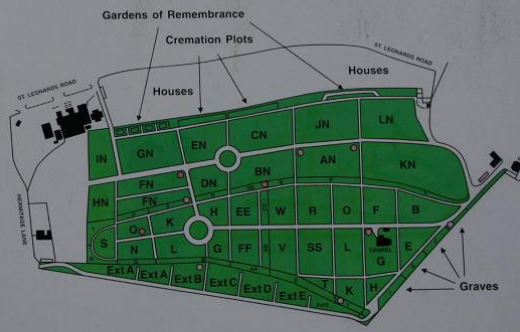 Gardens of Remembrance
Cremation Plots
ST. LEONARDS ROAD
Houses
Houses
ST. LEONARDS ROAD
JN
LN
CN
EN
IN
GN
AN
KN
BN
FN
DN
HN
FN
H
EE
W
R
O
F
B
K
O
S
N
L
G
FF
V
SS
L
CHAPEL
G
E
HERMITAGE LANE
Ext A
Ext A
Ext B
Ext C
Ext D
Ext E
T
K
H
Graves